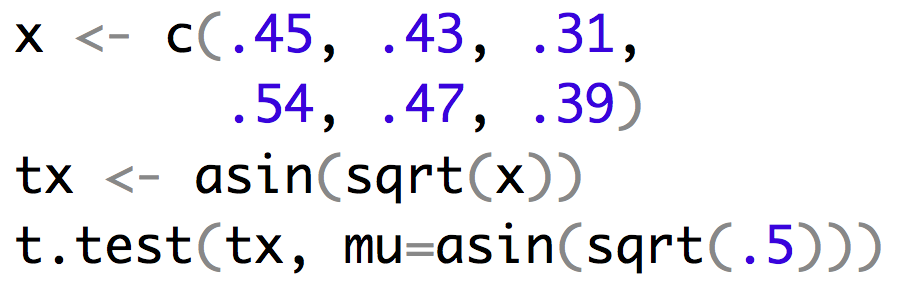 x <- c(.45, .43, .31,
.54, .47, .39)
tx <- asin(sqrt(x))
t.test(tx, mu=asin(sqrt(.5)))